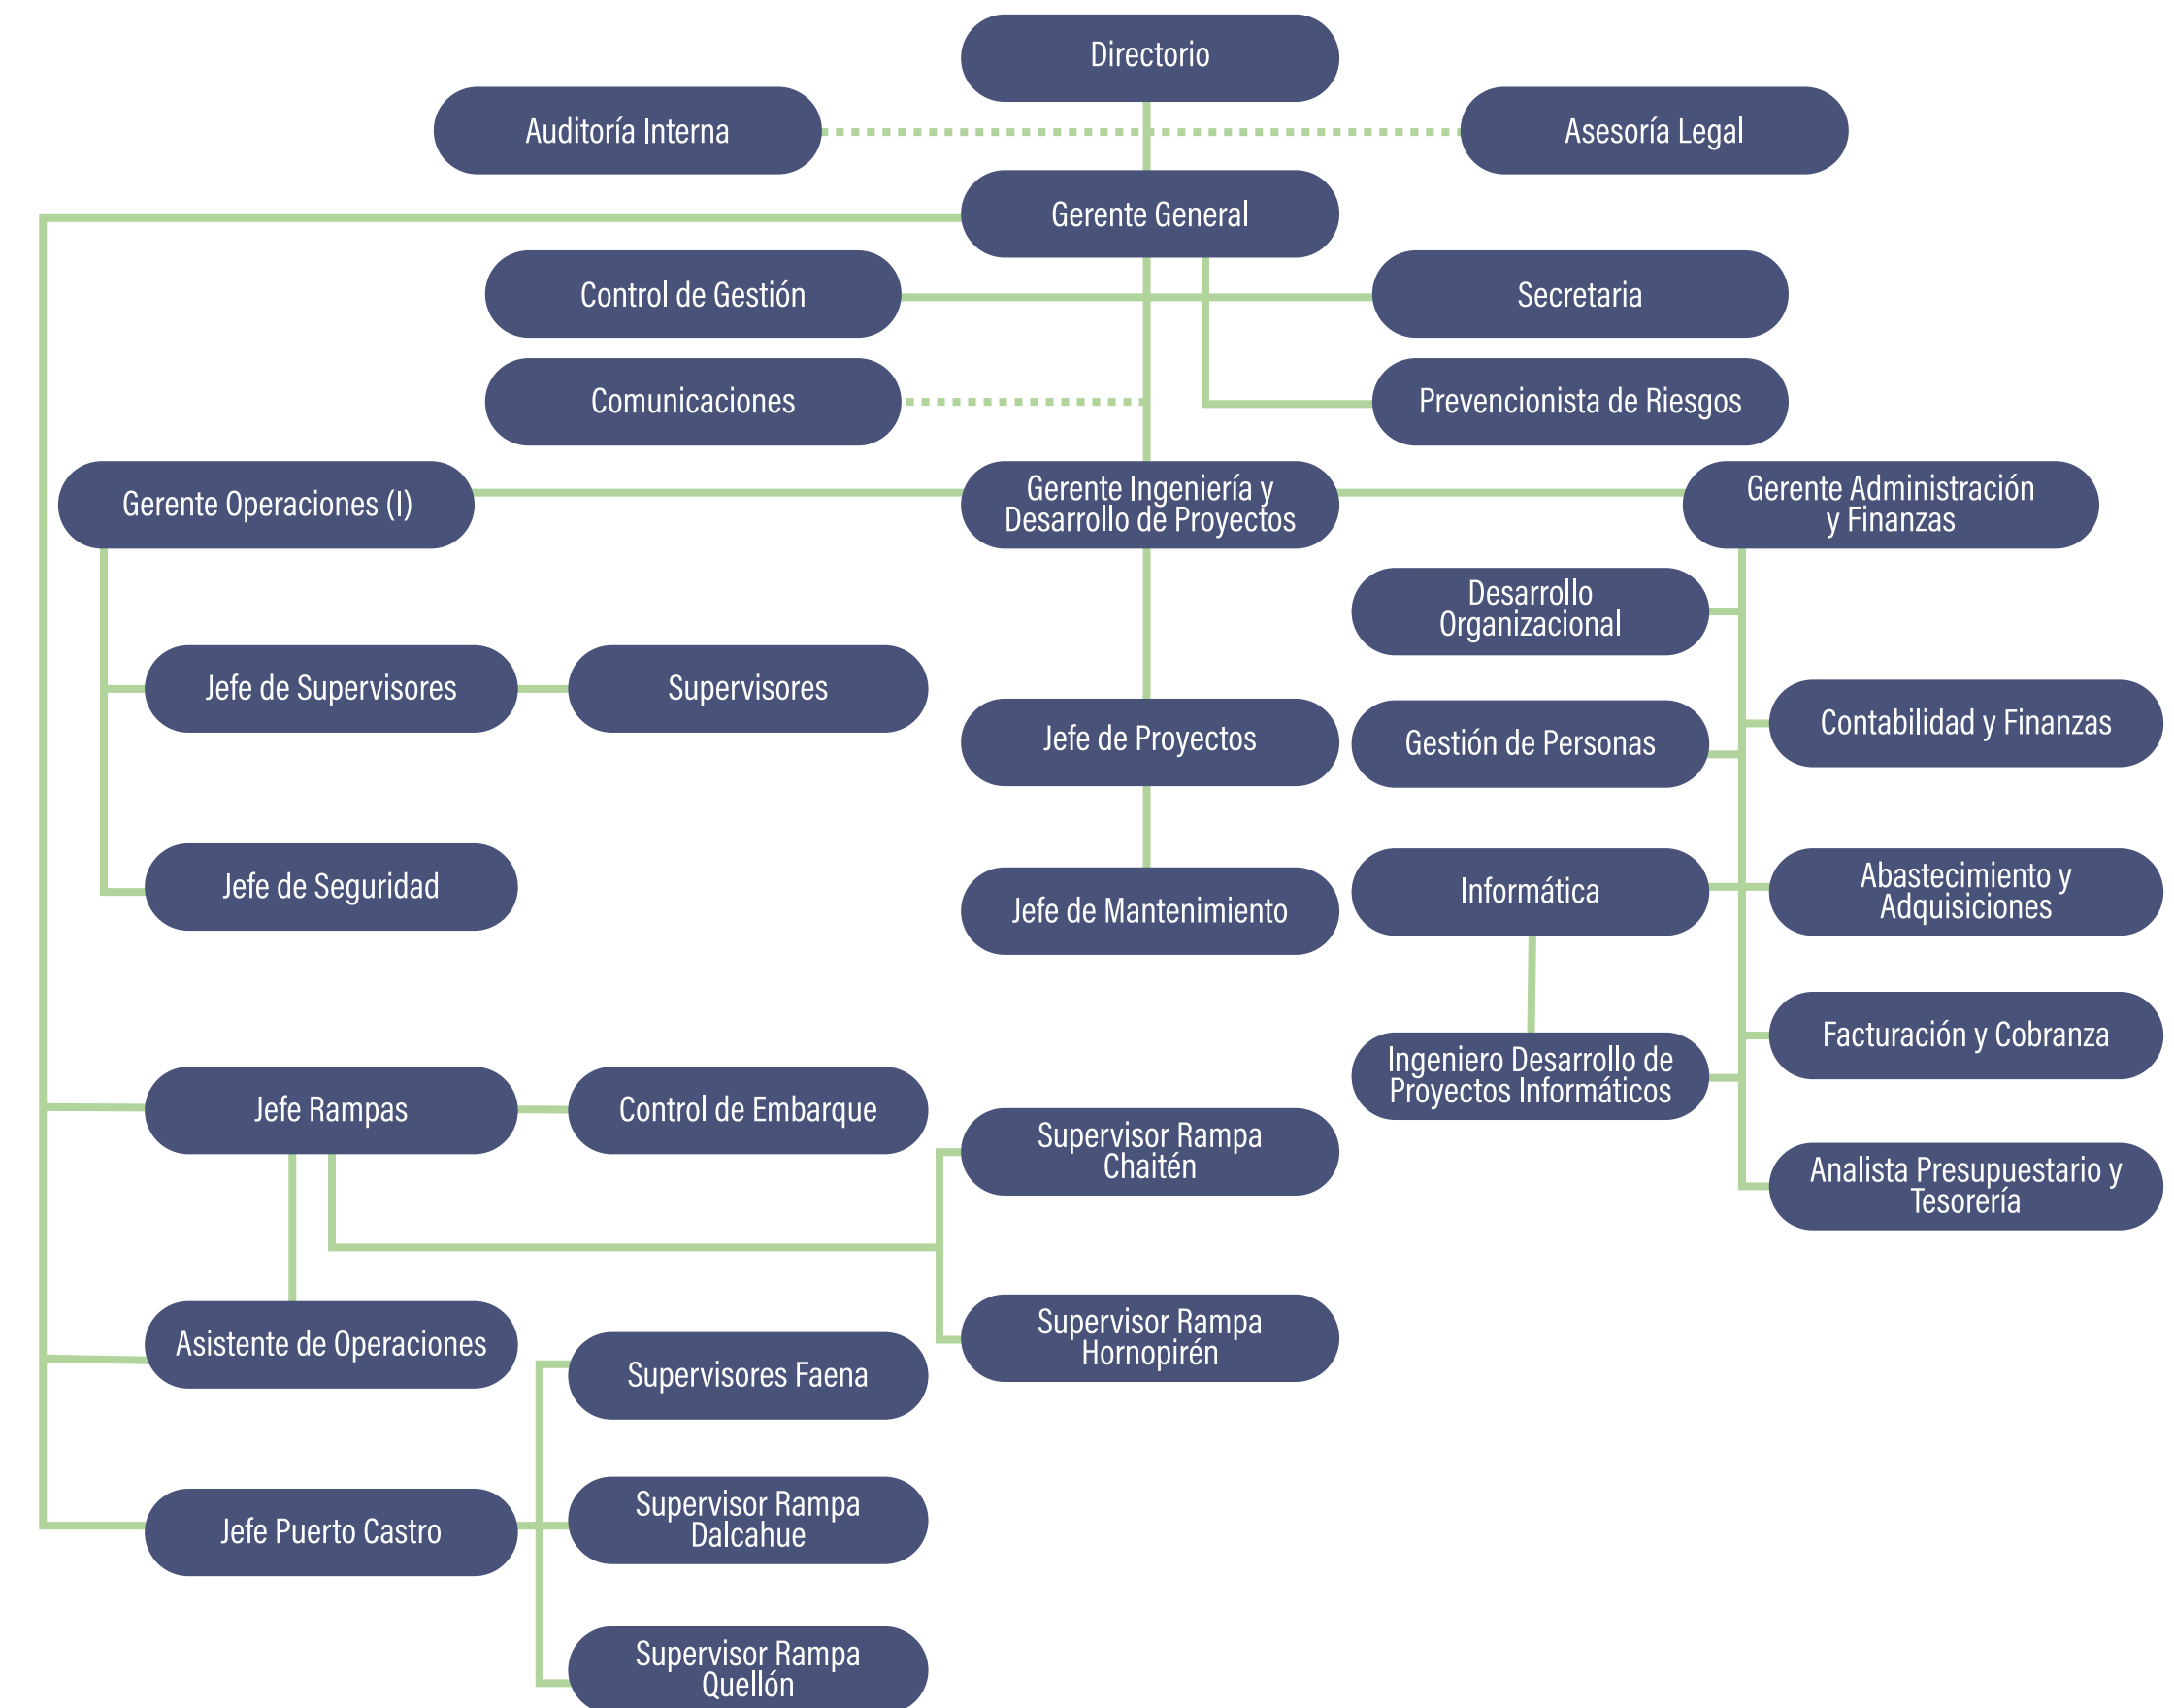 Directorio
Auditoría Interna
Asesoría Legal
Gerente General
Control de Gestión
Secretaria
Comunicaciones
Prevencionista de Riesgos
Gerente Operaciones (I)
Gerente Ingeniería y
Desarrollo de Proyectos
Gerente Administración
y Finanzas
Desarrollo
Organizacional
Jefe de Supervisores
Supervisores
Jefe de Proyectos
Gestión de Personas
Contabilidad y Finanzas
Jefe de Seguridad
Jefe de Mantenimiento
Informática
Abastecimiento y
Adquisiciones
Ingeniero Desarrollo de
Proyectos Informáticos
Facturación y Cobranza
Jefe Rampas
Control de Embarque
Supervisor Rampa
Chaitén
Analista Presupuestario y
Tesorería
Asistente de Operaciones
Supervisores Faena
Supervisor Rampa
Hornopirén
Jefe Puerto Castro
Supervisor Rampa
Dalcahue
Supervisor Rampa
Quellón